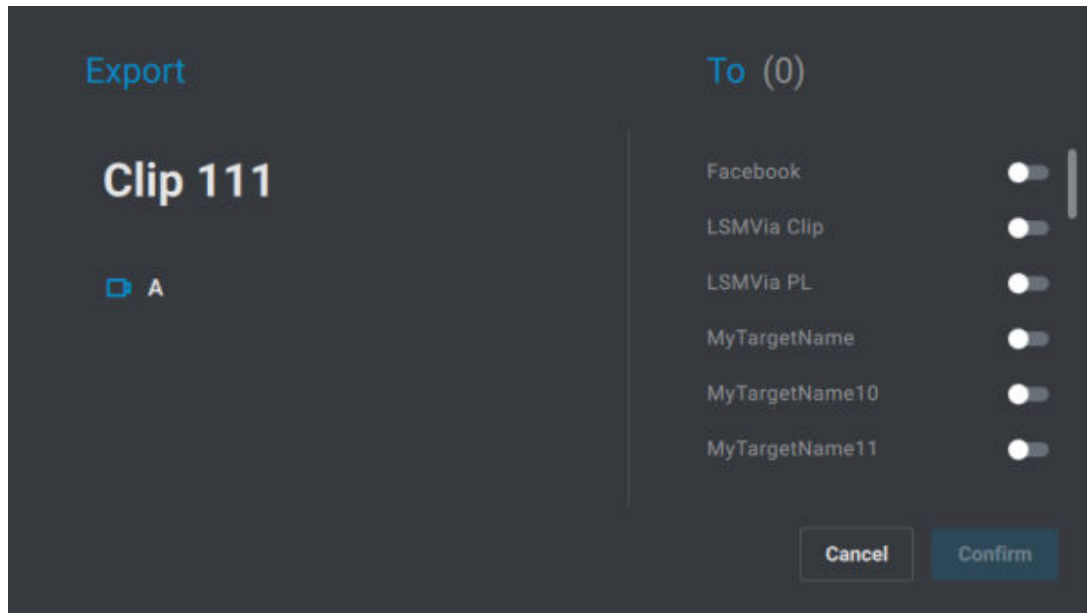 Export
To (0)
Clip 111
A
Facebook
LSMVia Clip
LSMVia PL
MyTargetName
MyTargetName10
MyTargetName11
Cancel
Confirm